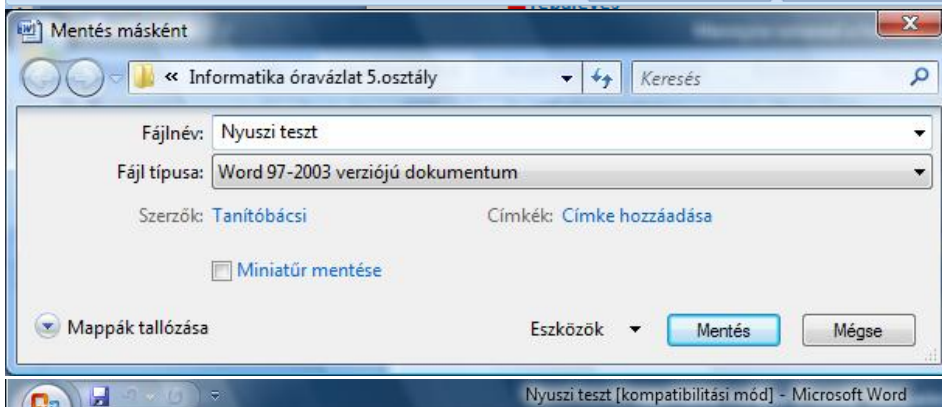 Mentés másként
« Informatika óravázlat 5.osztály Keresés
Fájlnév: Nyuszi teszt
Fájl típusa: Word 97-2003 verziójú dokumentum
Szerzők: Tanítóbácsi Címkék: Címke hozzáadása
Miniatűr mentése
Mappák tallózása Eszközök Mentés Mégse
Nyuszi teszt [kompatibilitási mód] - Microsoft Word